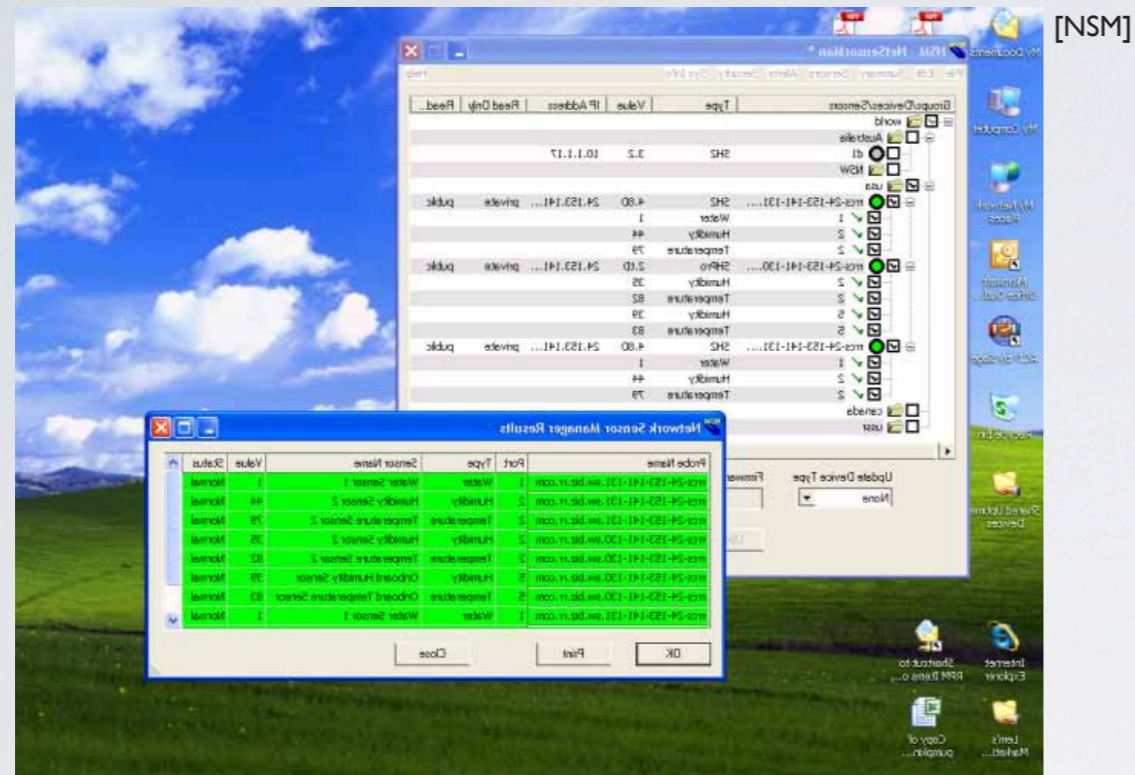 [NSM]
My Documents
My Computer
My Network Places
Microsoft Office Outl...
Recycle Bin
Shared Uptime Devices
Internet Explorer
Shortcut to RPM Items o...
Lem's Marketi...
Copy of pumpkin...
NSM - NetSensorMan *
File Edit Summary Sensors Alerts Security Sys Info Help
Groups/Devices/Sensors Type Value IP Address Read Only Read...
world
Australia
d1 SH2 3.2 10.1.1.17
NSW
usa
rrcs-24-153-141-131.... SH2 4.8D 24.153.141... private public
1 Water 1
2 Humidity 44
2 Temperature 79
rrcs-24-153-141-130.... SHPro 2.tD 24.153.141... private public
2 Humidity 35
2 Temperature 82
5 Humidity 39
5 Temperature 83
rrcs-24-153-141-131.... SH2 4.8D 24.153.141... private public
1 Water 1
2 Humidity 44
2 Temperature 79
canada
ussr
Update Device Type
None
Network Sensor Manager Results
Probe Name Port Type Sensor Name Value Status
rrcs-24-153-141-131.sw.biz.rr.com 1 Water Water Sensor 1 1 Normal
rrcs-24-153-141-131.sw.biz.rr.com 2 Humidity Humidity Sensor 2 44 Normal
rrcs-24-153-141-131.sw.biz.rr.com 2 Temperature Temperature Sensor 2 79 Normal
rrcs-24-153-141-130.sw.biz.rr.com 2 Humidity Humidity Sensor 2 35 Normal
rrcs-24-153-141-130.sw.biz.rr.com 2 Temperature Temperature Sensor 2 82 Normal
rrcs-24-153-141-130.sw.biz.rr.com 5 Humidity Onboard Humidity Sensor 39 Normal
rrcs-24-153-141-130.sw.biz.rr.com 5 Temperature Onboard Temperature Sensor 83 Normal
rrcs-24-153-141-131.sw.biz.rr.com 1 Water Water Sensor 1 1 Normal
OK Print Close